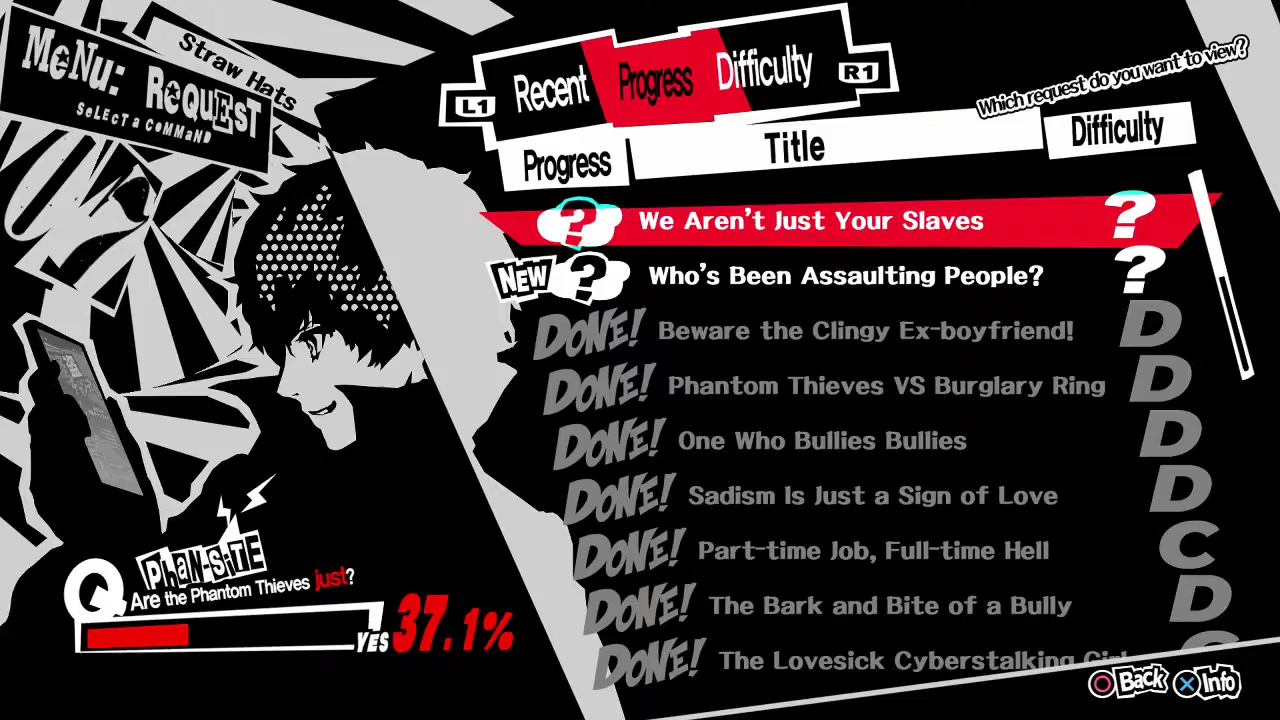 Straw Hats
MeNu: ReQUEST
SeLEcT a CoMMaND
L1 Recent Progress Difficulty R1
Which request do you want to view?
Progress Title Difficulty
? We Aren't Just Your Slaves ?
NEW ? Who's Been Assaulting People? ?
DONE! Beware the Clingy Ex-boyfriend! D
DONE! Phantom Thieves VS Burglary Ring D
DONE! One Who Bullies Bullies D
DONE! Sadism Is Just a Sign of Love D
DONE! Part-time Job, Full-time Hell C
DONE! The Bark and Bite of a Bully D
DONE! The Lovesick Cyberstalking Girl
PhaN-SiTE
Q Are the Phantom Thieves just?
YES 37.1%
Back Info